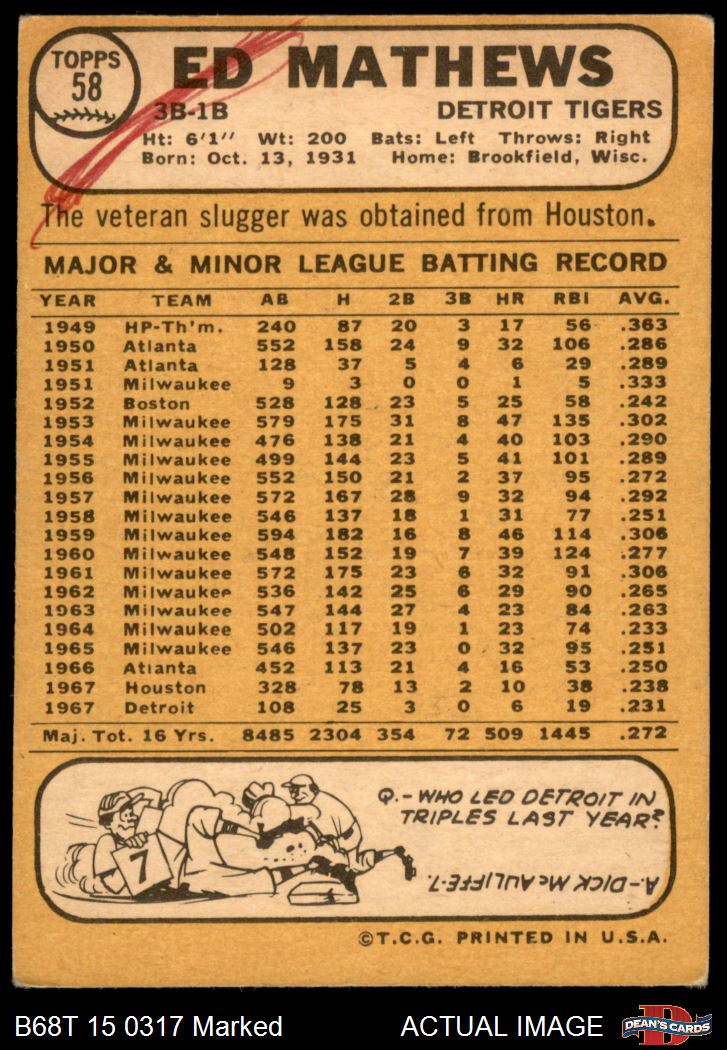 TOPPS
58
ED MATHEWS
3B-1B DETROIT TIGERS
Ht: 6'1" Wt: 200 Bats: Left Throws: Right
Born: Oct. 13, 1931 Home: Brookfield, Wisc.
The veteran slugger was obtained from Houston.
MAJOR & MINOR LEAGUE BATTING RECORD
YEAR TEAM AB H 2B 3B HR RBI AVG.
1949 HP-Th'm. 240 87 20 3 17 56 .363
1950 Atlanta 552 158 24 9 32 106 .286
1951 Atlanta 128 37 5 4 6 29 .289
1951 Milwaukee 9 3 0 0 1 5 .333
1952 Boston 528 128 23 5 25 58 .242
1953 Milwaukee 579 175 31 8 47 135 .302
1954 Milwaukee 476 138 21 4 40 103 .290
1955 Milwaukee 499 144 23 5 41 101 .289
1956 Milwaukee 552 150 21 2 37 95 .272
1957 Milwaukee 572 167 28 9 32 94 .292
1958 Milwaukee 546 137 18 1 31 77 .251
1959 Milwaukee 594 182 16 8 46 114 .306
1960 Milwaukee 548 152 19 7 39 124 .277
1961 Milwaukee 572 175 23 6 32 91 .306
1962 Milwaukee 536 142 25 6 29 90 .265
1963 Milwaukee 547 144 27 4 23 84 .263
1964 Milwaukee 502 117 19 1 23 74 .233
1965 Milwaukee 546 137 23 0 32 95 .251
1966 Atlanta 452 113 21 4 16 53 .250
1967 Houston 328 78 13 2 10 38 .238
1967 Detroit 108 25 3 0 6 19 .231
Maj. Tot. 16 Yrs. 8485 2304 354 72 509 1445 .272
Q.- WHO LED DETROIT IN
TRIPLES LAST YEAR?
7
A.- DICK McAULIFFE-7.
©T.C.G. PRINTED IN U.S.A.
B68T 15 0317 Marked ACTUAL IMAGE DEAN'S CARDS